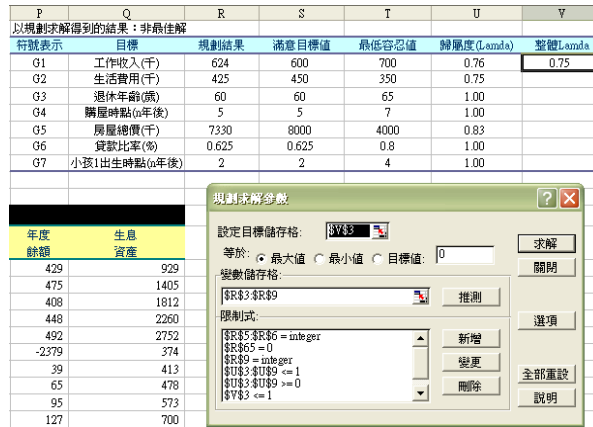 P Q R S T U V
以規劃求解得到的結果：非最佳解
符號表示 目標 規劃結果 滿意目標值 最低容忍值 歸屬度(Lamda) 整體Lamda
G1 工作收入(千) 624 600 700 0.76 0.75
G2 生活費用(千) 425 450 350 0.75
G3 退休年齡(歲) 60 60 65 1.00
G4 購屋時點(n年後) 5 5 7 1.00
G5 房屋總價(千) 7330 8000 4000 0.83
G6 貸款比率(%) 0.625 0.625 0.8 1.00
G7 小孩1出生時點(n年後) 2 2 4 1.00
年度 生息
餘額 資產
429 929
475 1405
408 1812
448 2260
492 2752
-2379 374
39 413
65 478
95 573
127 700
規劃求解參數
設定目標儲存格: $V$3
求解
等於: 最大值 最小值 目標值: 0
關閉
變數儲存格:
$R$3:$R$9 推測
限制式:
選項
$R$5:$R$6 = integer
$R$65 = 0
$R$9 = integer
$U$3:$U$9 <= 1
$U$3:$U$9 >= 0
$V$3 <= 1
新增
變更
刪除
全部重設
說明